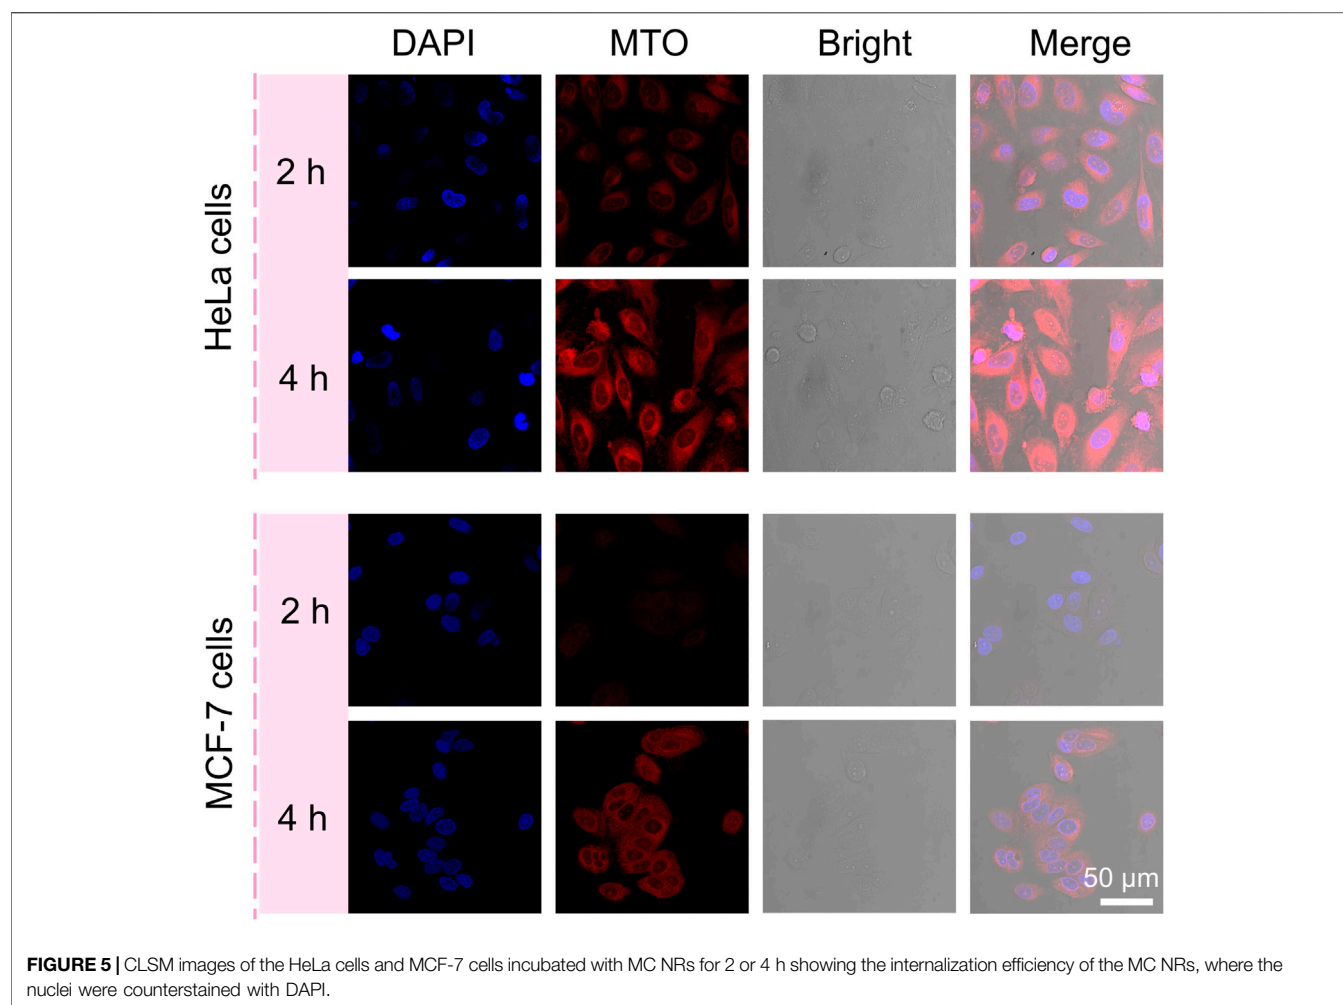 DAPI MTO Bright Merge
HeLa cells
2 h
4 h
MCF-7 cells
2 h
4 h
50 µm
FIGURE 5 | CLSM images of the HeLa cells and MCF-7 cells incubated with MC NRs for 2 or 4 h showing the internalization efficiency of the MC NRs, where the
nuclei were counterstained with DAPI.